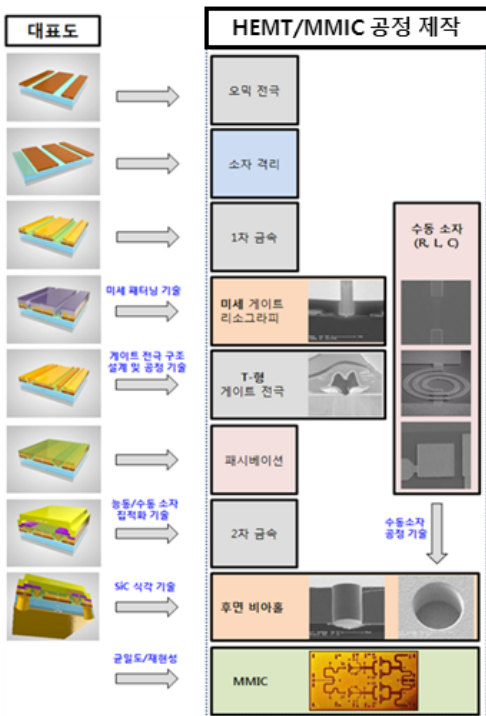 대표도
HEMT/MMIC 공정 제작
오믹 전극
소자 격리
1차 금속
수동 소자
(R, L, C)
미세 패터닝 기술
미세 게이트
리소그라피
게이트 전극 구조
설계 및 공정 기술
T-형
게이트 전극
패시베이션
능동/수동 소자
집적화 기술
2차 금속
수동소자
공정 기술
SiC 식각 기술
후면 비아홀
균일도/재현성
MMIC